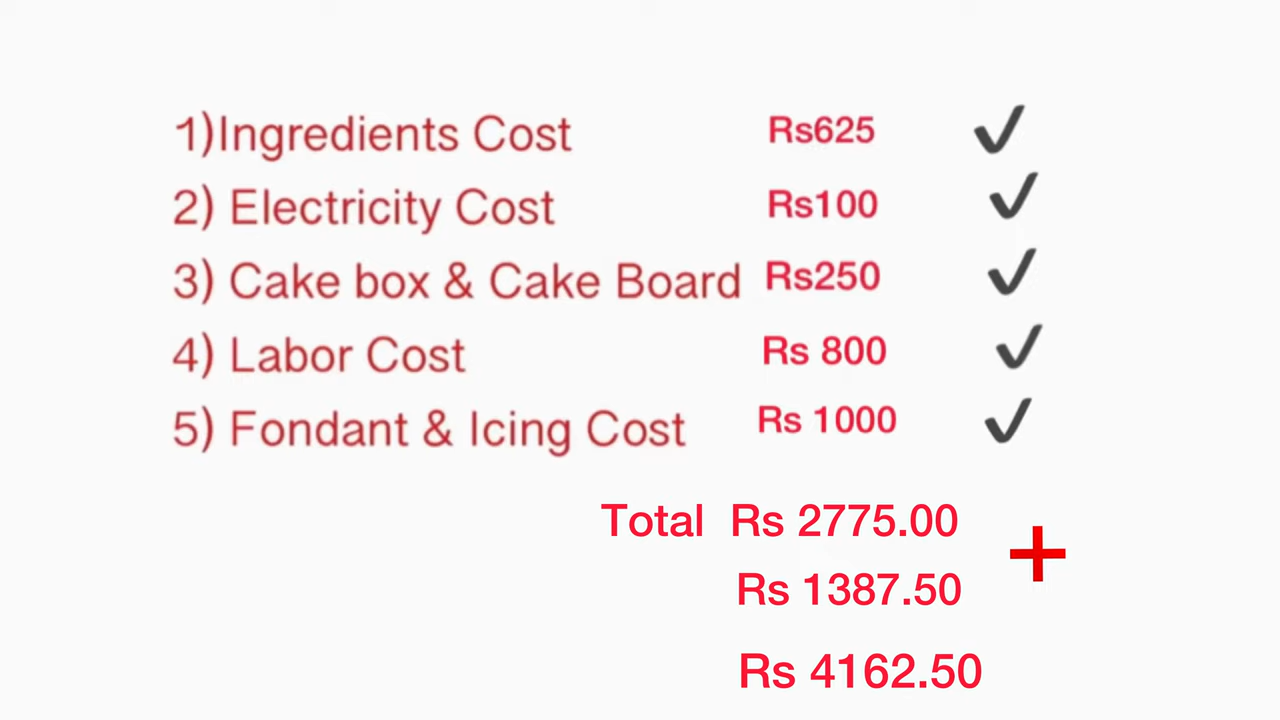 1)Ingredients Cost Rs625 ✔
2) Electricity Cost Rs100 ✔
3) Cake box & Cake Board Rs250 ✔
4) Labor Cost Rs 800 ✔
5) Fondant & Icing Cost Rs 1000 ✔
Total Rs 2775.00
+
Rs 1387.50
Rs 4162.50